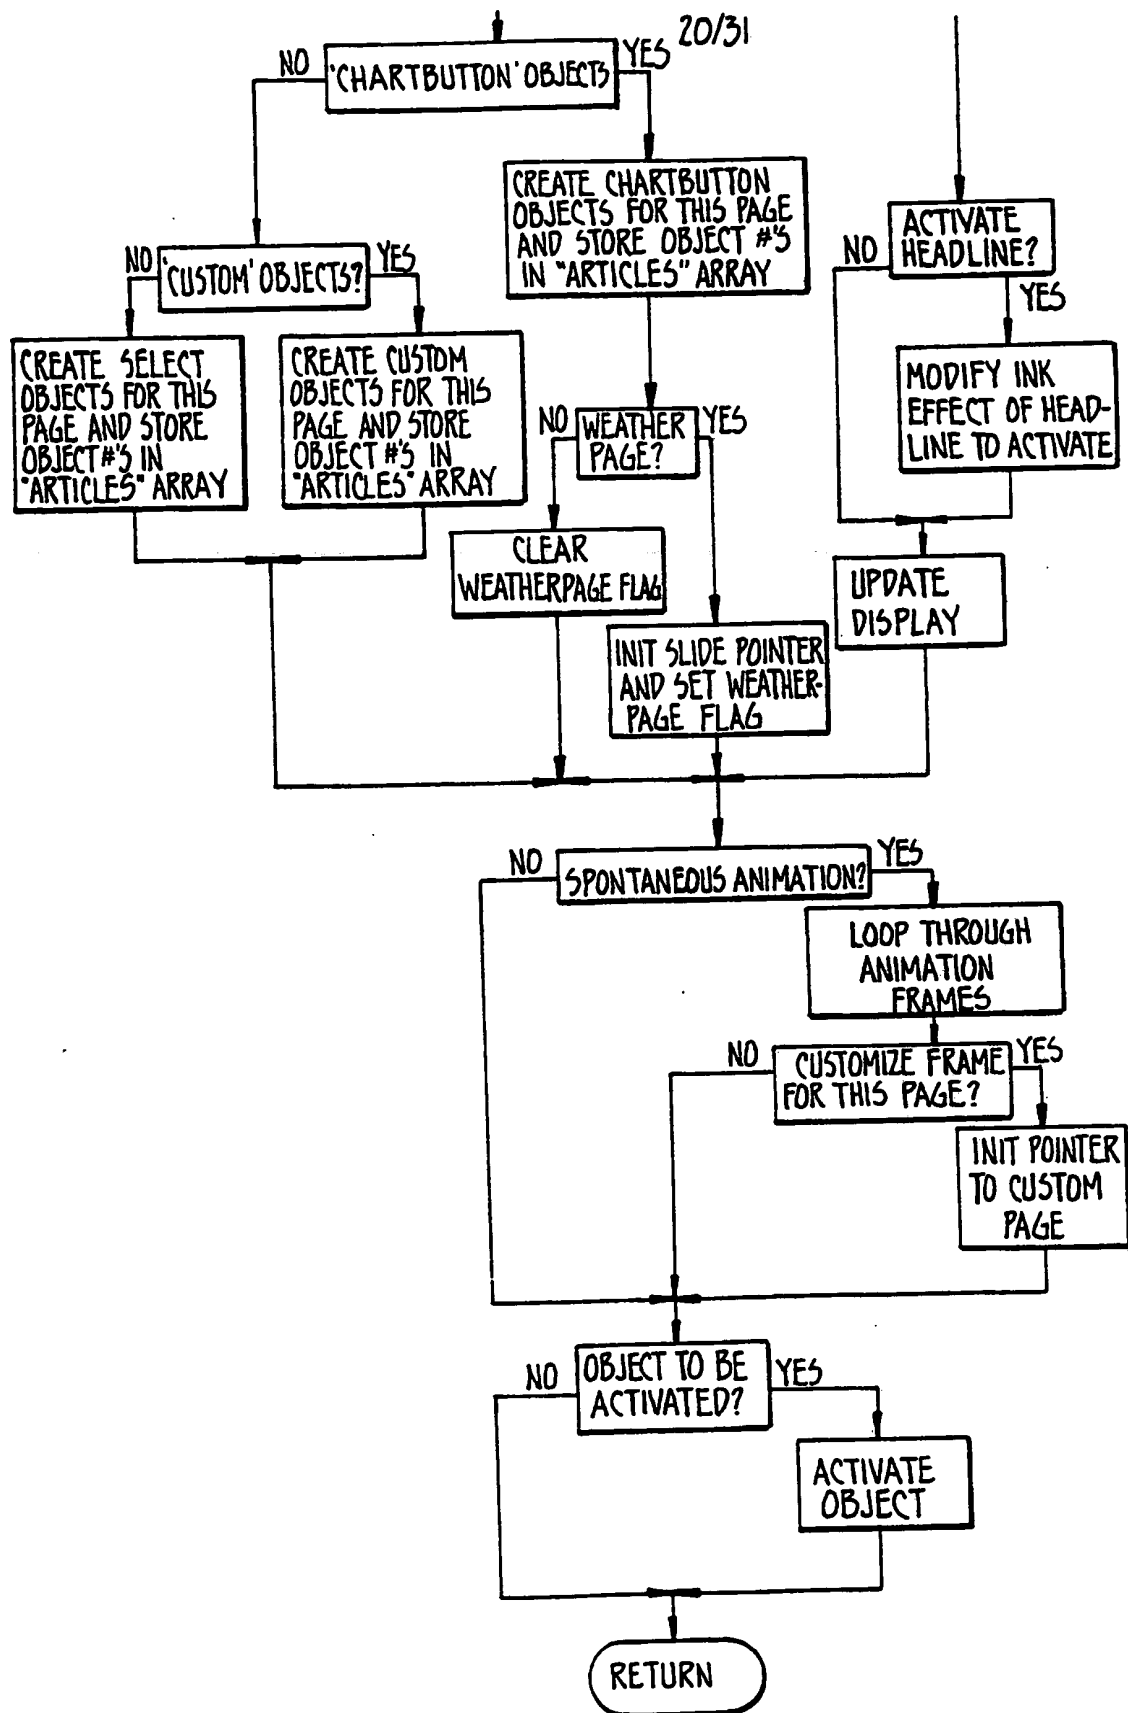 20/31
NO
'CHARTBUTTON' OBJECTS
YES
CREATE CHARTBUTTON
OBJECTS FOR THIS PAGE
AND STORE OBJECT #'S
IN "ARTICLES" ARRAY
NO
'CUSTOM' OBJECTS?
YES
CREATE SELECT
OBJECTS FOR THIS
PAGE AND STORE
OBJECT #'S IN
"ARTICLES" ARRAY
CREATE CUSTOM
OBJECTS FOR THIS
PAGE AND STORE
OBJECT #'S IN
"ARTICLES" ARRAY
NO
WEATHER
PAGE?
YES
CLEAR
WEATHERPAGE FLAG
INIT SLIDE POINTER
AND SET WEATHER-
PAGE FLAG
NO
ACTIVATE
HEADLINE?
YES
MODIFY INK
EFFECT OF HEAD-
LINE TO ACTIVATE
UPDATE
DISPLAY
NO
SPONTANEOUS ANIMATION?
YES
LOOP THROUGH
ANIMATION
FRAMES
NO
CUSTOMIZE FRAME
FOR THIS PAGE?
YES
INIT POINTER
TO CUSTOM
PAGE
NO
OBJECT TO BE
ACTIVATED?
YES
ACTIVATE
OBJECT
RETURN